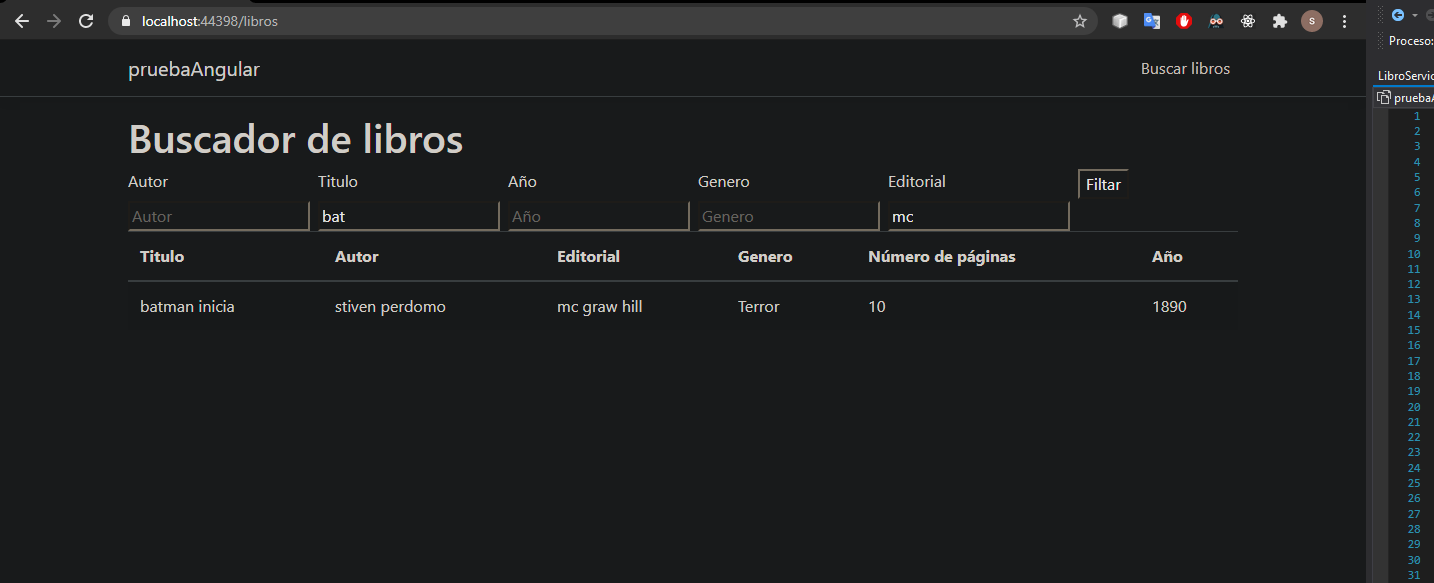 localhost:44398/libros
S
Proceso:
pruebaAngular
Buscar libros
LibroServic
prueba
Buscador de libros
Autor Titulo Año Genero Editorial Filtar
Autor bat Año Genero mc
Titulo Autor Editorial Genero Número de páginas Año
batman inicia stiven perdomo mc graw hill Terror 10 1890
1
2
3
4
5
6
7
8
9
10
11
12
13
14
15
16
17
18
19
20
21
22
23
24
25
26
27
28
29
30
31